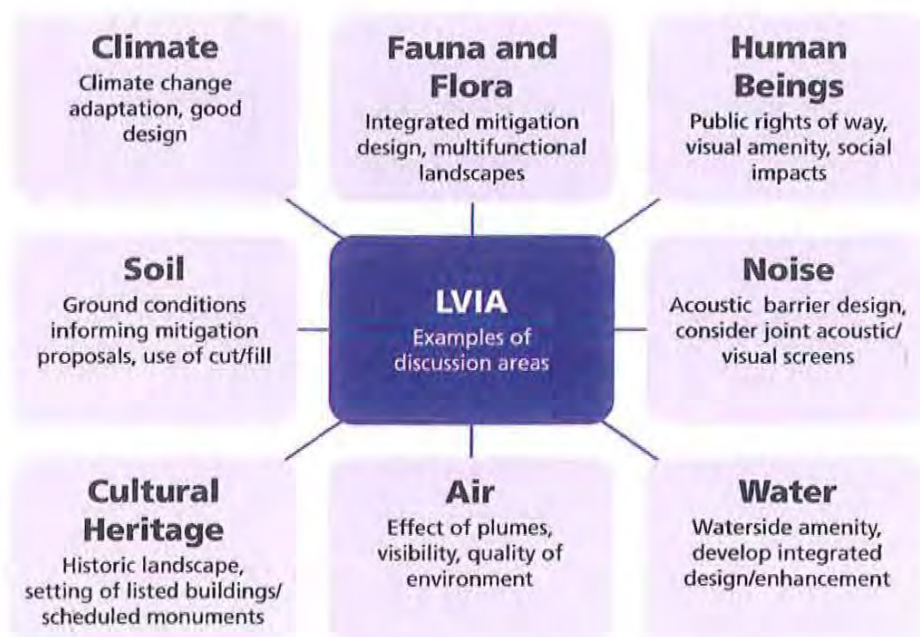 Climate
Climate change
adaptation, good
design
Fauna and
Flora
Integrated mitigation
design, multifunctional
landscapes
Human
Beings
Public rights of way,
visual amenity, social
impacts
Soil
Ground conditions
informing mitigation
proposals, use of cut/fill
LVIA
Examples of
discussion areas
Noise
Acoustic barrier design,
consider joint acoustic/
visual screens
Cultural
Heritage
Historic landscape,
setting of listed buildings/
scheduled monuments
Air
Effect of plumes,
visibility, quality of
environment
Water
Waterside amenity,
develop integrated
design/enhancement